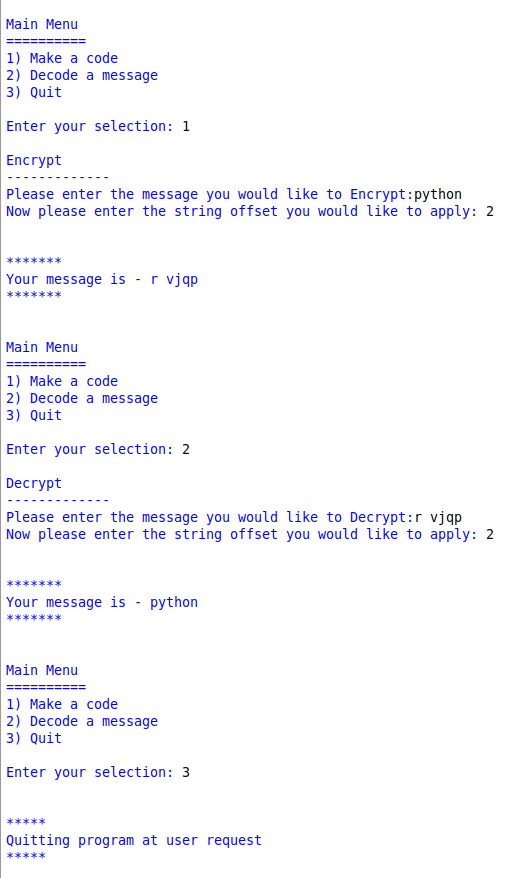 Main Menu
==========
1) Make a code
2) Decode a message
3) Quit
Enter your selection: 1
Encrypt
-------------
Please enter the message you would like to Encrypt:python
Now please enter the string offset you would like to apply: 2
*******
Your message is - r vjqp
*******
Main Menu
==========
1) Make a code
2) Decode a message
3) Quit
Enter your selection: 2
Decrypt
-------------
Please enter the message you would like to Decrypt:r vjqp
Now please enter the string offset you would like to apply: 2
*******
Your message is - python
*******
Main Menu
==========
1) Make a code
2) Decode a message
3) Quit
Enter your selection: 3
*****
Quitting program at user request
*****